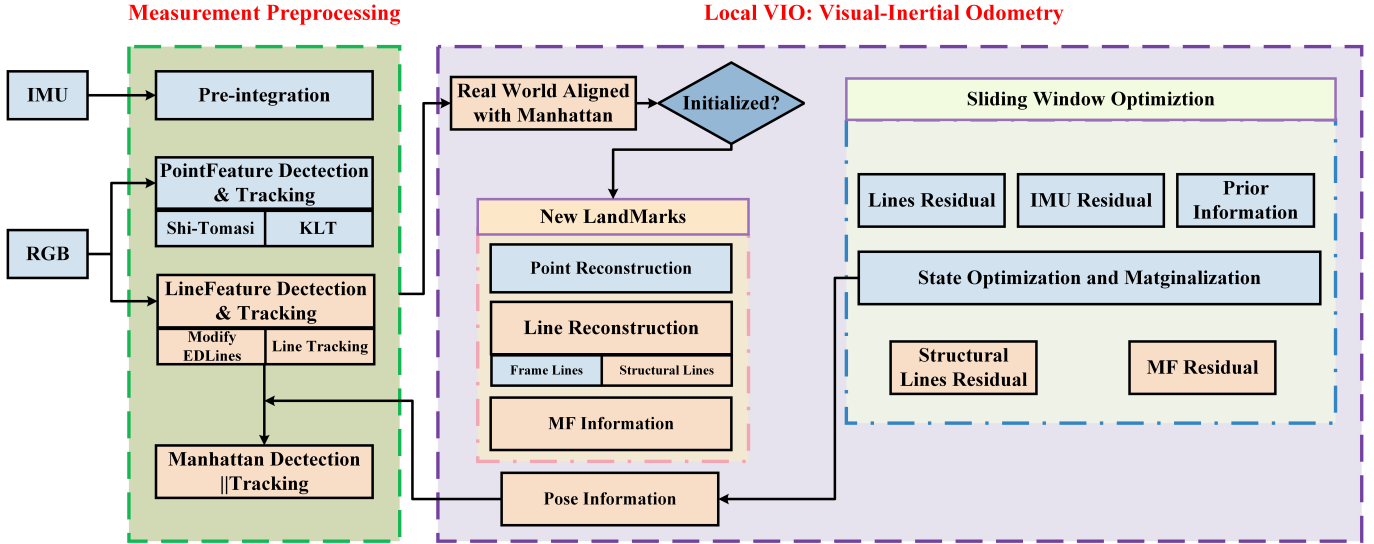 Measurement Preprocessing
Local VIO: Visual-Inertial Odometry
IMU
RGB
Pre-integration
PointFeature Dectection
& Tracking
Shi-Tomasi
KLT
LineFeature Dectection
& Tracking
Modify
EDLines
Line Tracking
Manhattan Dectection
||Tracking
Real World Aligned
with Manhattan
Initialized?
New LandMarks
Point Reconstruction
Line Reconstruction
Frame Lines
Structural Lines
MF Information
Pose Information
Sliding Window Optimiztion
Lines Residual
IMU Residual
Prior
Information
State Optimization and Matginalization
Structural
Lines Residual
MF Residual